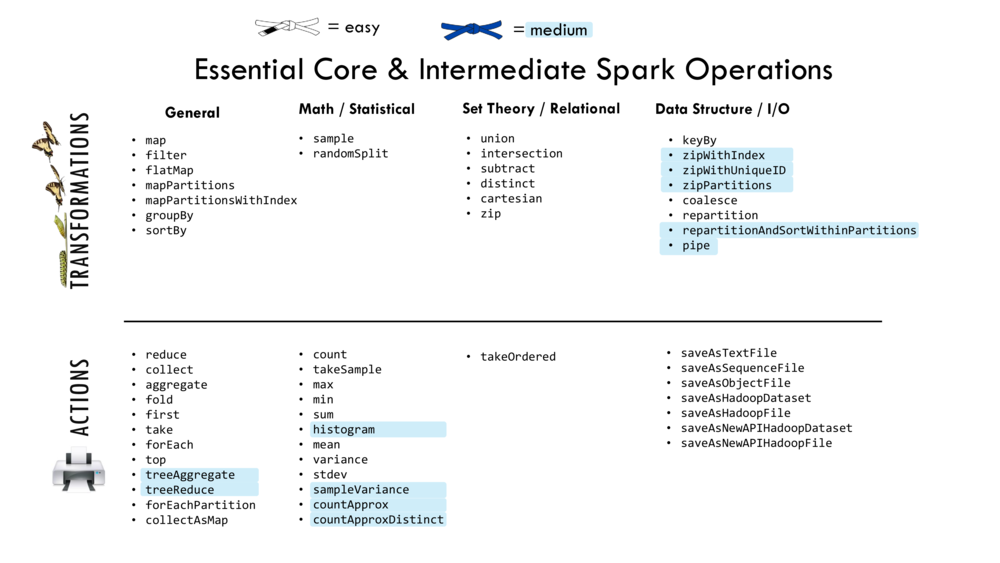 = easy
= medium
Essential Core & Intermediate Spark Operations
TRANSFORMATIONS
General
• map
• filter
• flatMap
• mapPartitions
• mapPartitionsWithIndex
• groupBy
• sortBy
Math / Statistical
• sample
• randomSplit
Set Theory / Relational
• union
• intersection
• subtract
• distinct
• cartesian
• zip
Data Structure / I/O
• keyBy
• zipWithIndex
• zipWithUniqueID
• zipPartitions
• coalesce
• repartition
• repartitionAndSortWithinPartitions
• pipe
ACTIONS
• reduce
• collect
• aggregate
• fold
• first
• take
• forEach
• top
• treeAggregate
• treeReduce
• forEachPartition
• collectAsMap
• count
• takeSample
• max
• min
• sum
• histogram
• mean
• variance
• stdev
• sampleVariance
• countApprox
• countApproxDistinct
• takeOrdered
• saveAsTextFile
• saveAsSequenceFile
• saveAsObjectFile
• saveAsHadoopDataset
• saveAsHadoopFile
• saveAsNewAPIHadoopDataset
• saveAsNewAPIHadoopFile